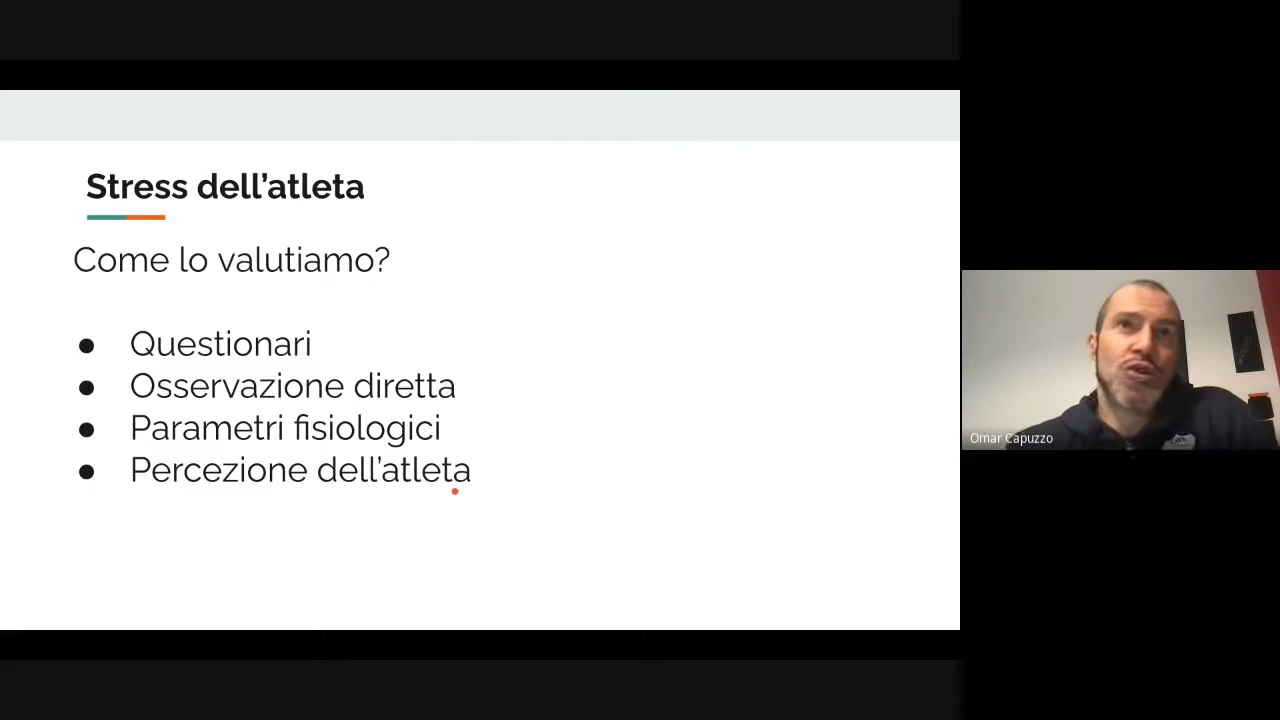 Stress dell’atleta
Come lo valutiamo?
● Questionari
● Osservazione diretta
● Parametri fisiologici
● Percezione dell’atleta
Omar Capuzzo